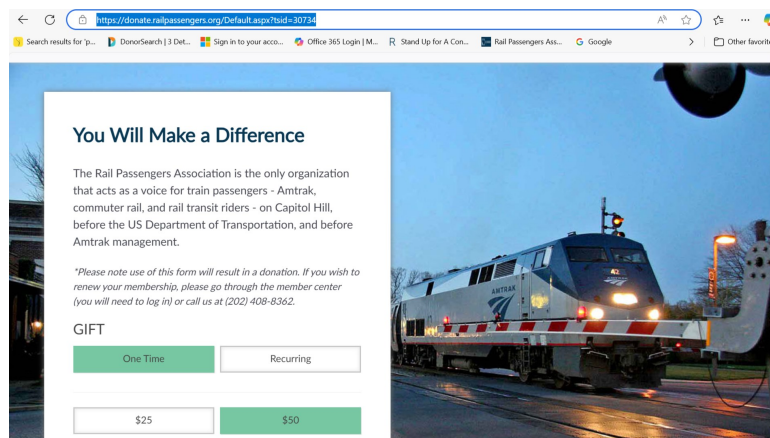 https://donate.railpassengers.org/Default.aspx?tsid=30734
Search results for 'p... DonorSearch | 3 Det... Sign in to your acco... Office 365 Login | M... R Stand Up for A Con... Rail Passengers Ass... Google Other favorite
You Will Make a Difference
The Rail Passengers Association is the only organization
that acts as a voice for train passengers - Amtrak,
commuter rail, and rail transit riders - on Capitol Hill,
before the US Department of Transportation, and before
Amtrak management.
*Please note use of this form will result in a donation. If you wish to
renew your membership, please go through the member center
(you will need to log in) or call us at (202) 408-8362.
GIFT
One Time Recurring
$25 $50
42
AMTRAK